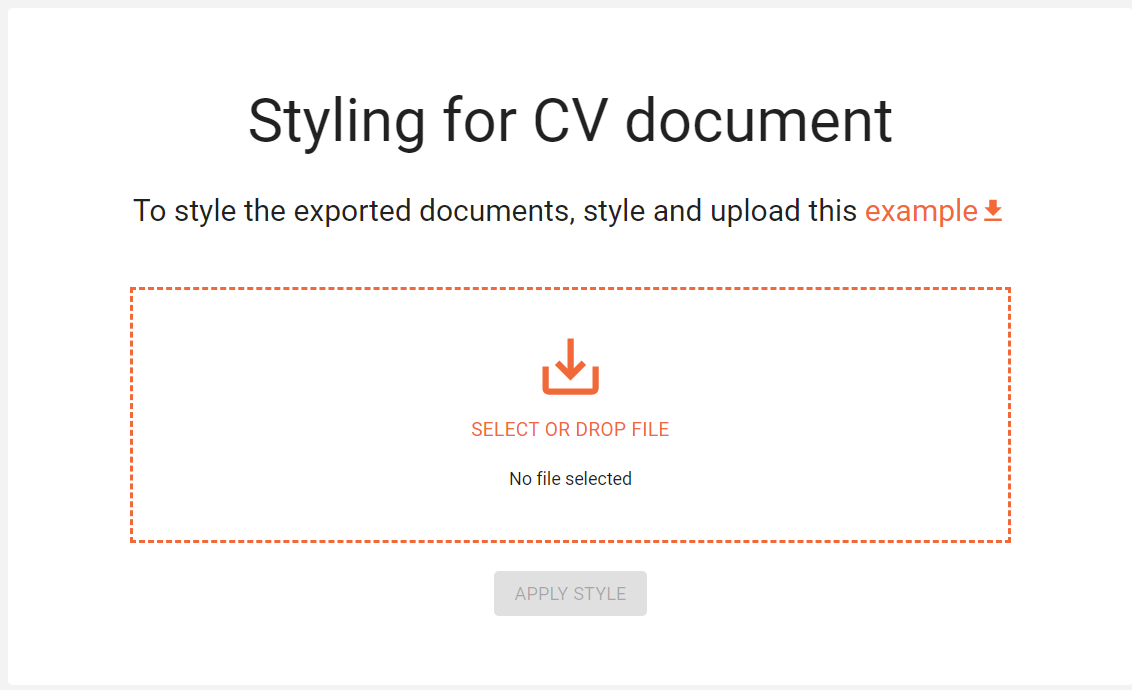 Styling for CV document
To style the exported documents, style and upload this example
SELECT OR DROP FILE
No file selected
APPLY STYLE